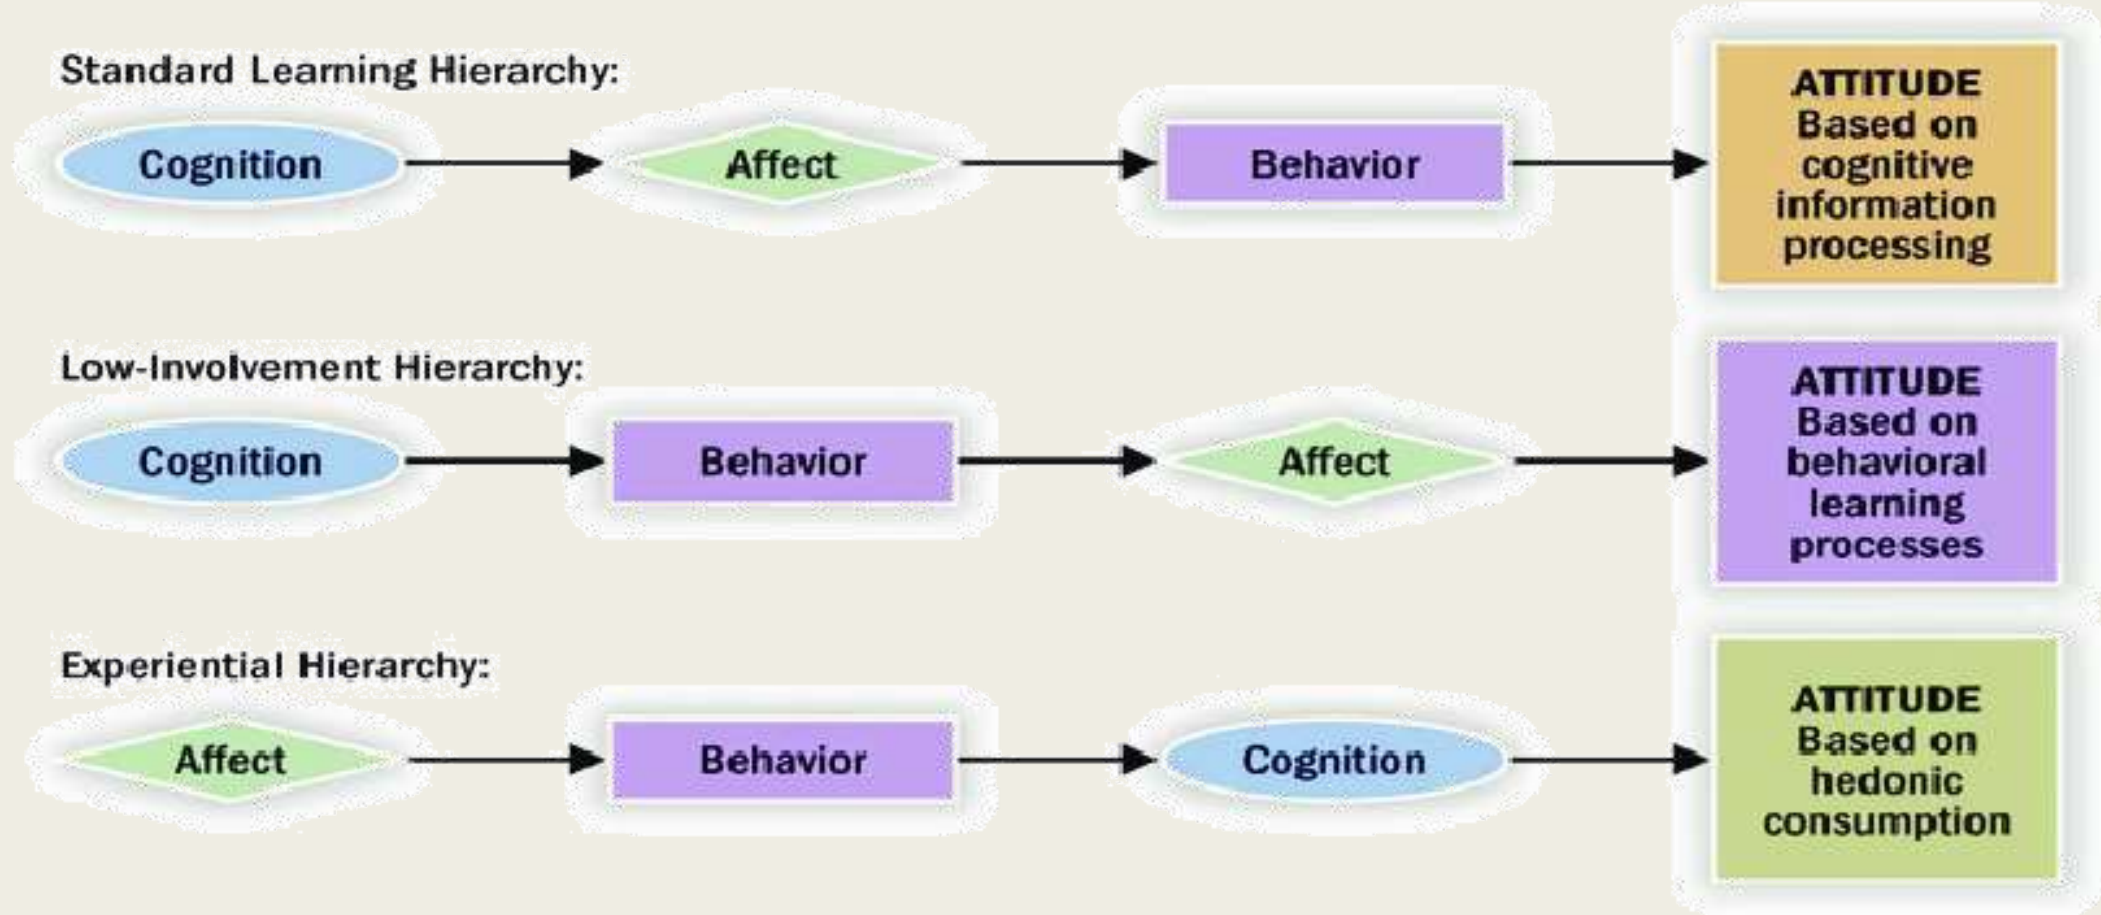 Standard Learning Hierarchy:
Cognition
Affect
Behavior
ATTITUDE
Based on
cognitive
information
processing
Low-Involvement Hierarchy:
Cognition
Behavior
Affect
ATTITUDE
Based on
behavioral
learning
processes
Experiential Hierarchy:
Affect
Behavior
Cognition
ATTITUDE
Based on
hedonic
consumption